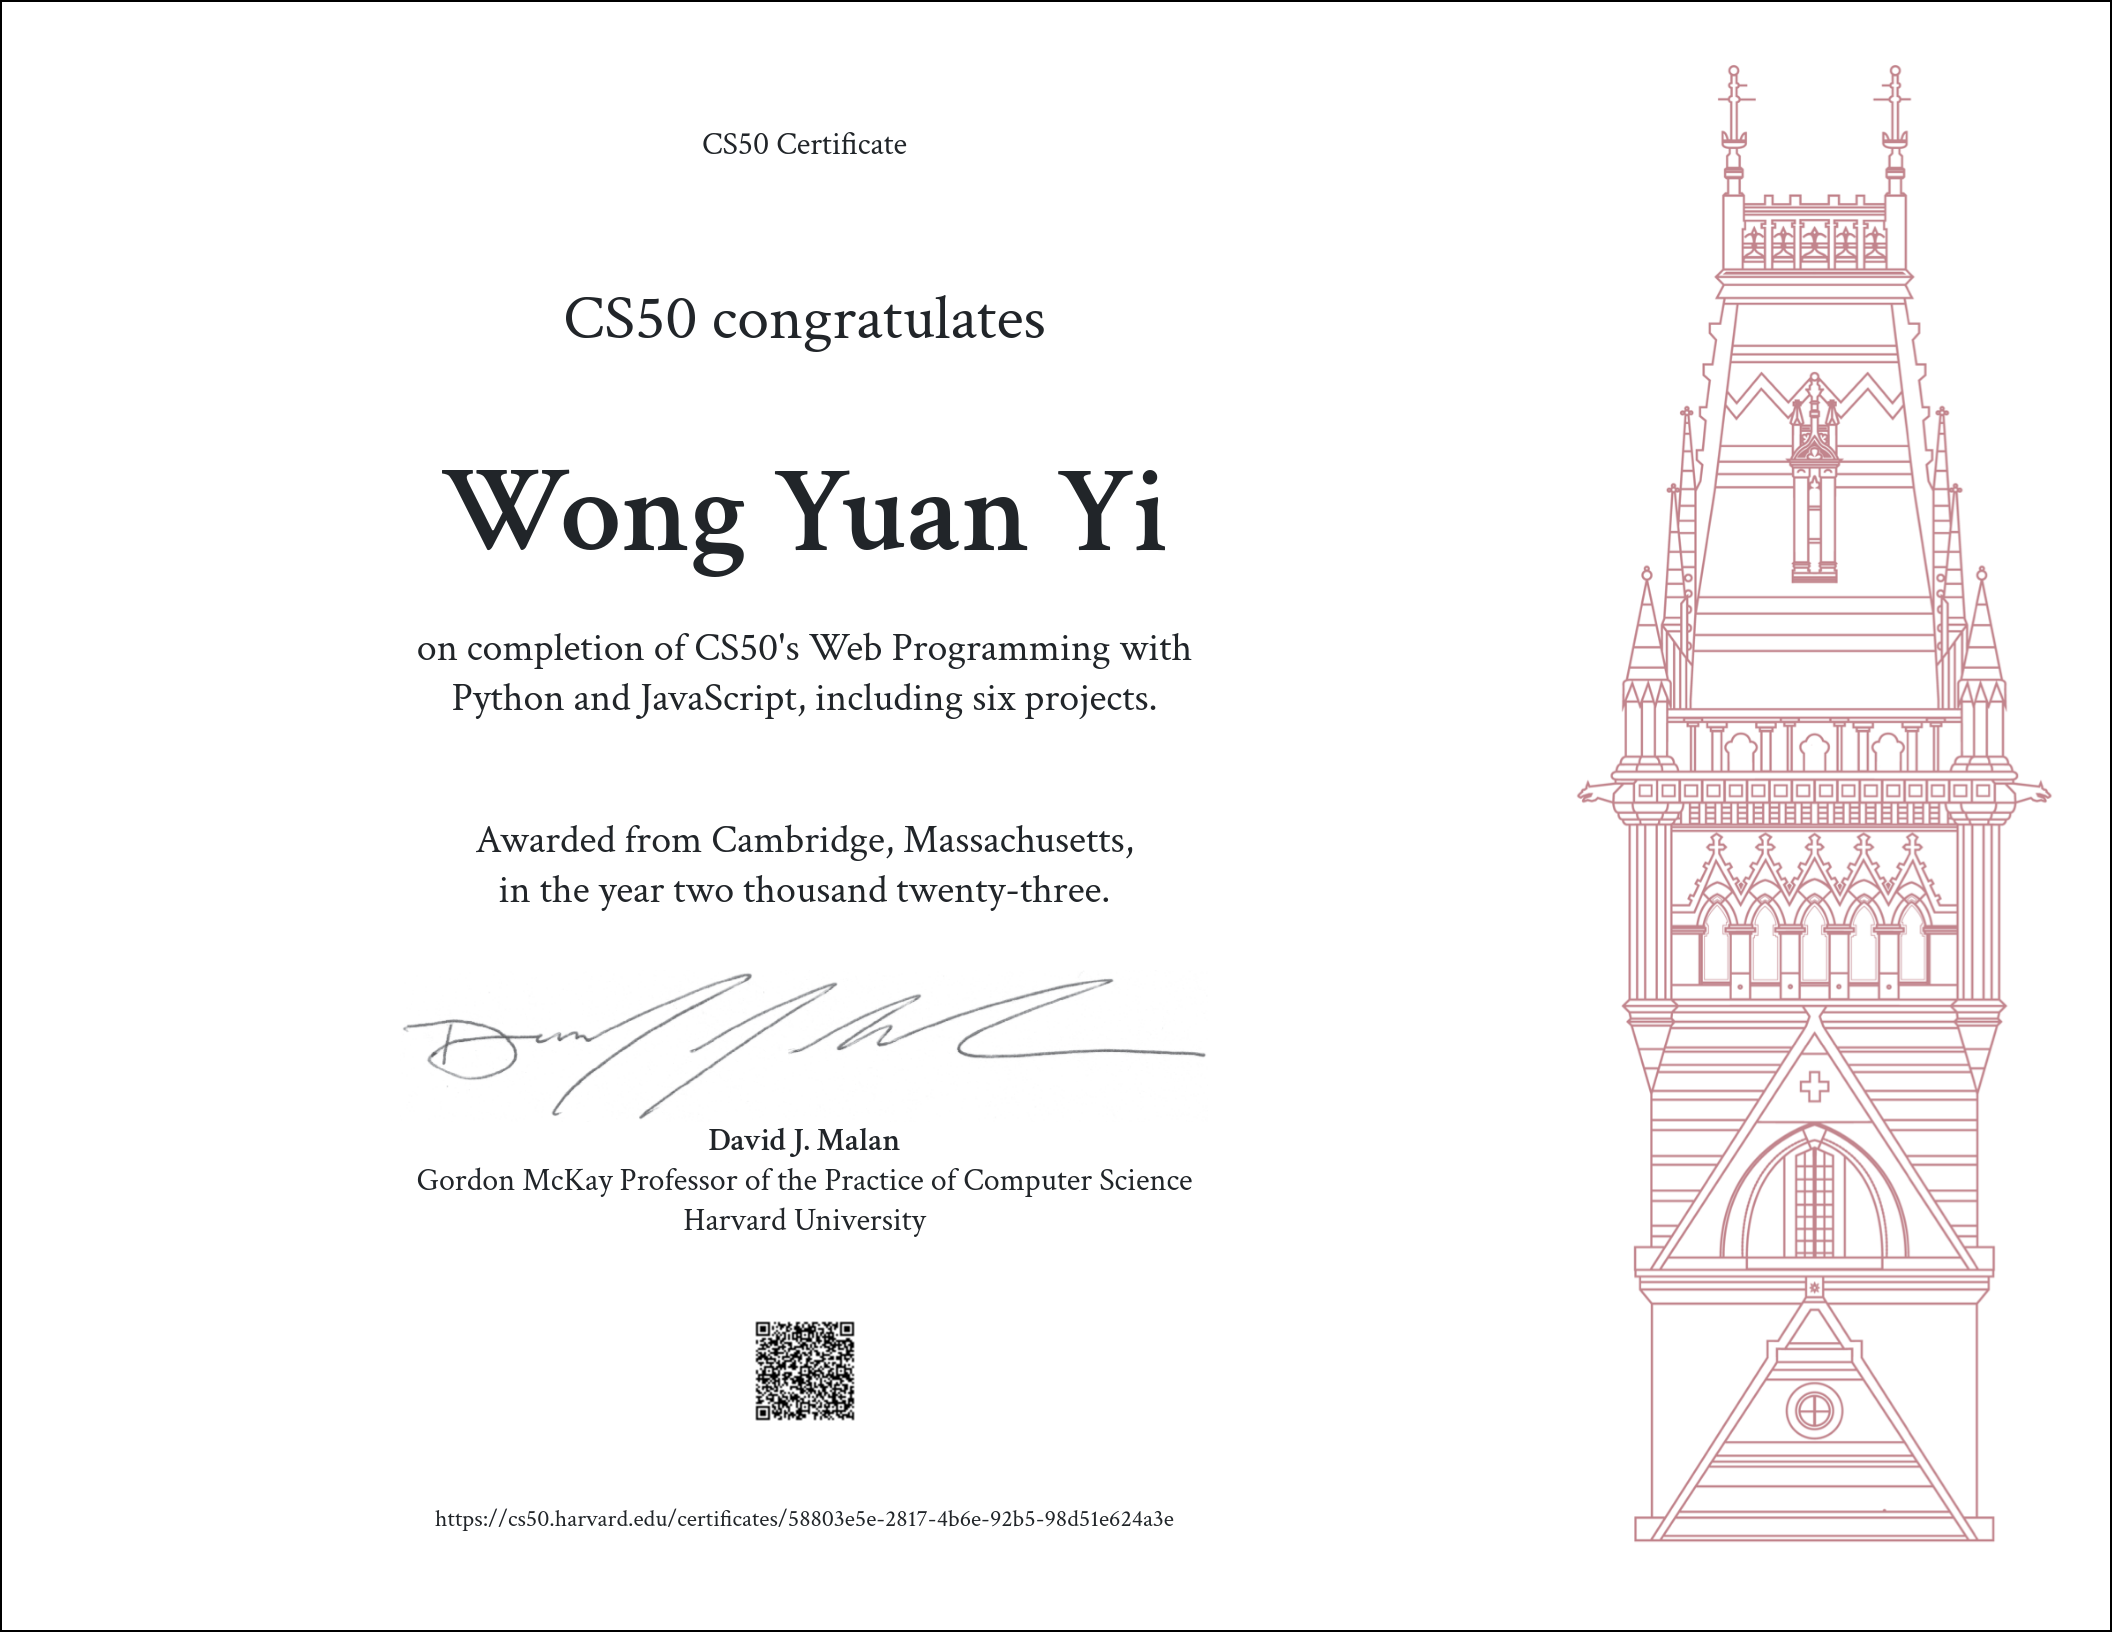 CS50 Certificate
CS50 congratulates
Wong Yuan Yi
on completion of CS50's Web Programming with
Python and JavaScript, including six projects.
Awarded from Cambridge, Massachusetts,
in the year two thousand twenty-three.
David J. Malan
Gordon McKay Professor of the Practice of Computer Science
Harvard University
https://cs50.harvard.edu/certificates/58803e5e-2817-4b6e-92b5-98d51e624a3e